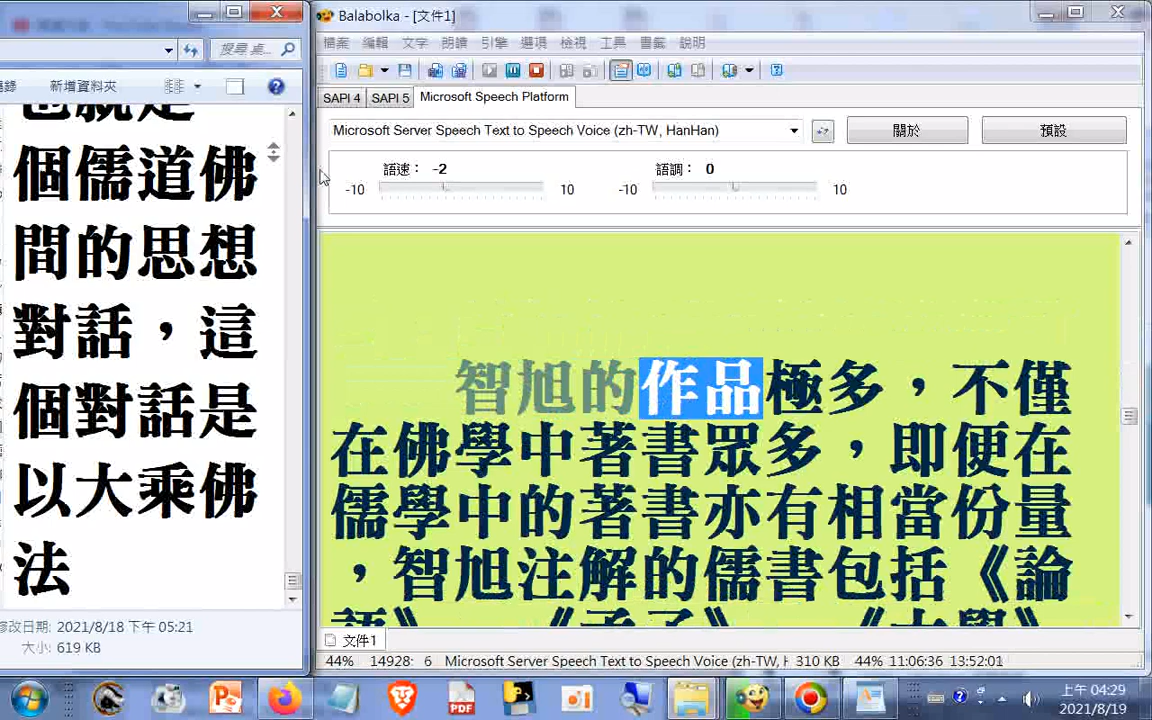 搜尋 桌...
新增資料夾
個儒道佛
間的思想
對話，這
個對話是
以大乘佛
法
修改日期: 2021/8/18 下午 05:21
大小: 619 KB
Balabolka - [文件1]
檔案 編輯 文字 朗讀 引擎 選項 檢視 工具 書籤 說明
SAPI 4 SAPI 5 Microsoft Speech Platform
Microsoft Server Speech Text to Speech Voice (zh-TW, HanHan)
關於
預設
語速： -2
-10 10
語調： 0
-10 10
智旭的作品極多，不僅
在佛學中著書眾多，即便在
儒學中的著書亦有相當份量
，智旭注解的儒書包括《論
語》、《孟子》、《大學》
文件1
44% 14928: 6 Microsoft Server Speech Text to Speech Voice (zh-TW, H 310 KB 44% 11:06:36 13:52:01
PDF
上午 04:29
2021/8/19